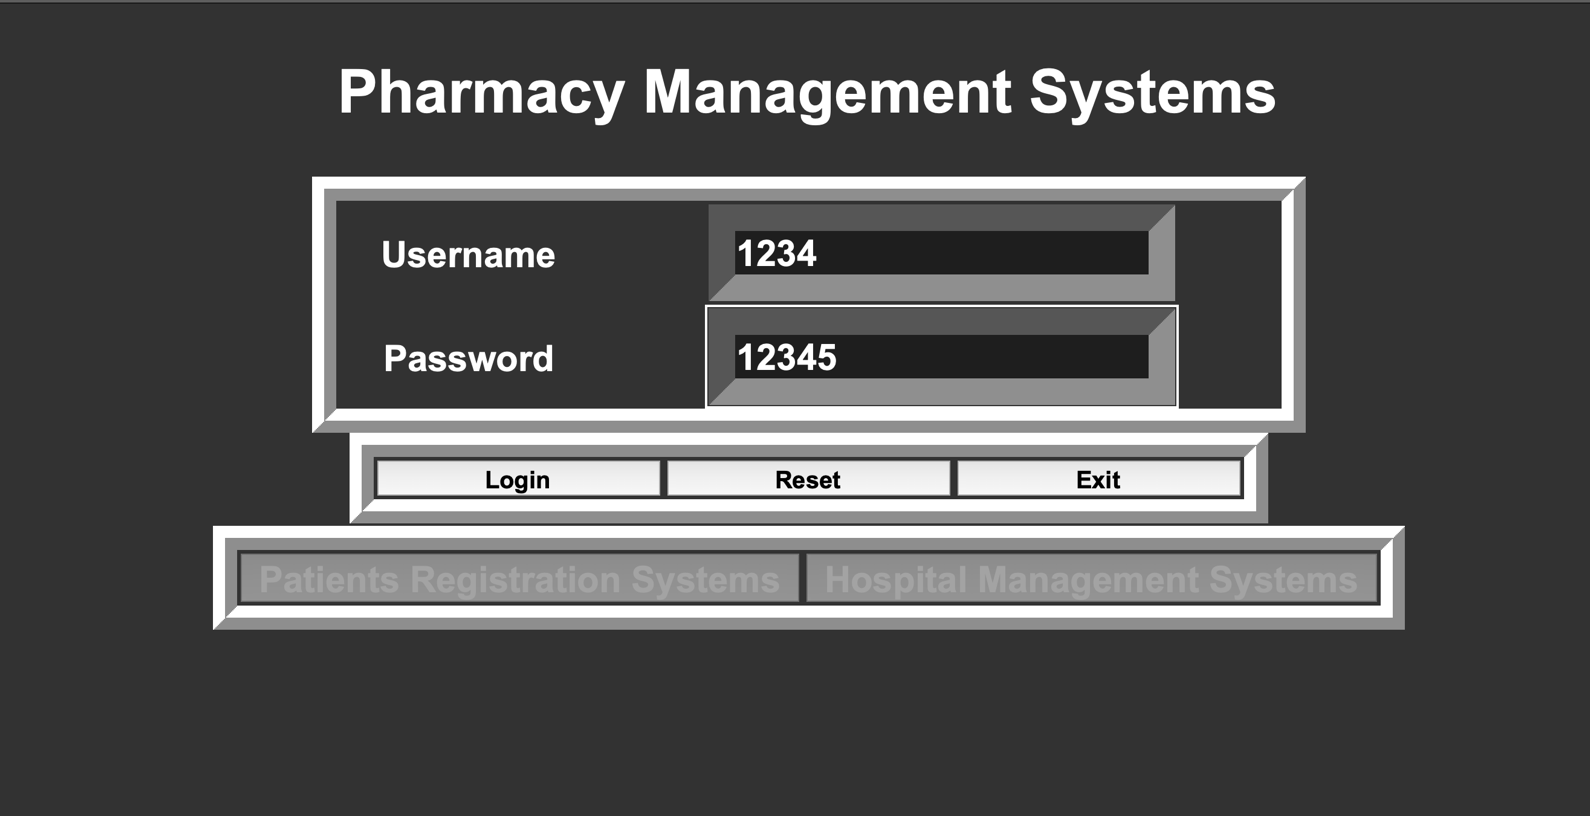 Pharmacy Management Systems
Username 1234
Password 12345
Login Reset Exit
Patients Registration Systems Hospital Management Systems